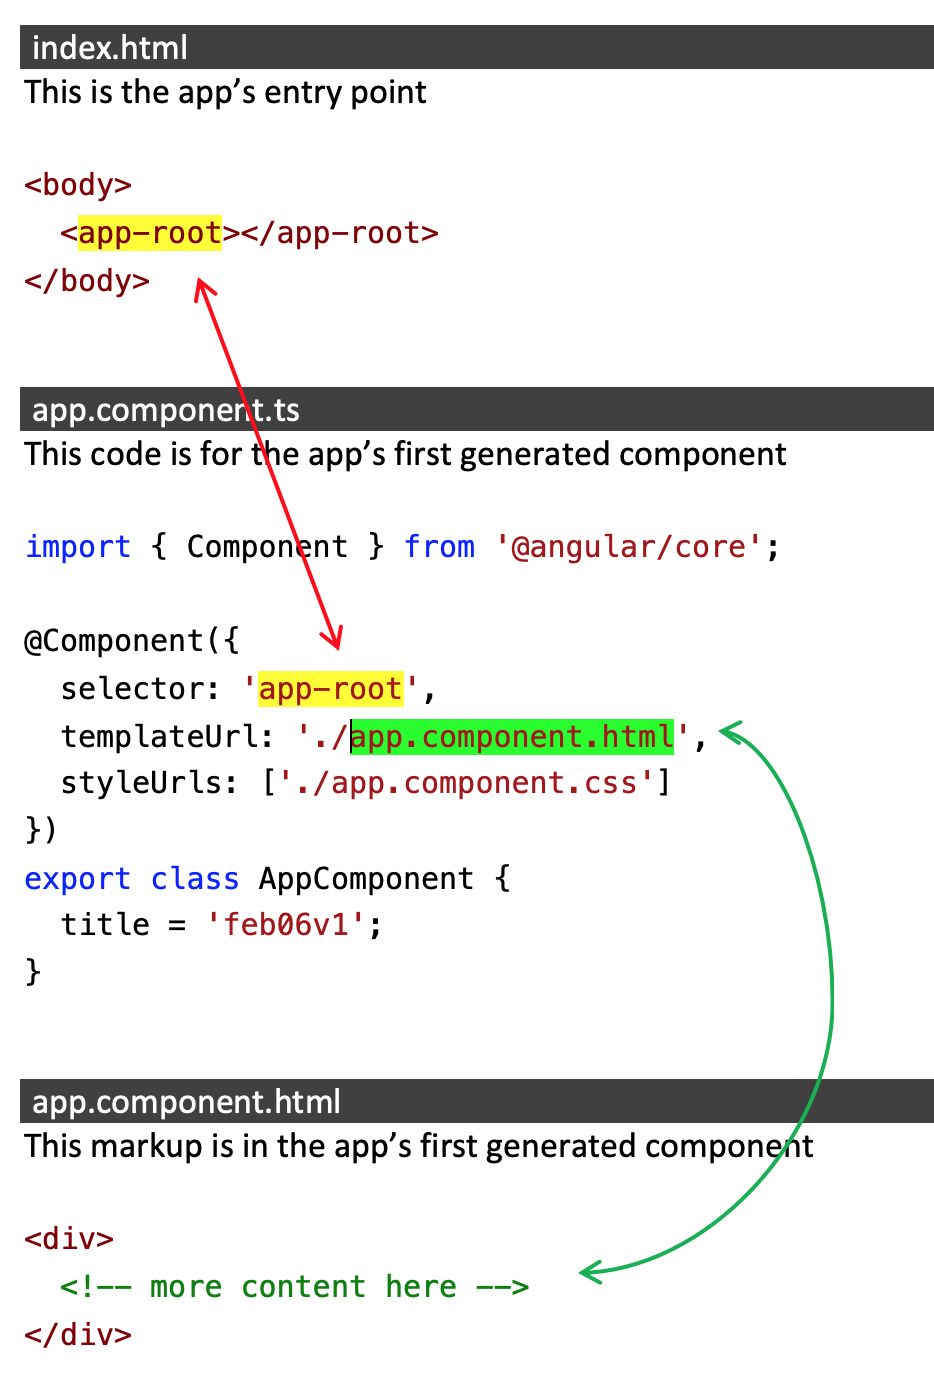 index.html
This is the app’s entry point
<body>
  <app-root></app-root>
</body>
app.component.ts
This code is for the app’s first generated component
import { Component } from '@angular/core';
@Component({
  selector: 'app-root',
  templateUrl: './app.component.html',
  styleUrls: ['./app.component.css']
})
export class AppComponent {
  title = 'feb06v1';
}
app.component.html
This markup is in the app’s first generated component
<div>
  <!-- more content here -->
</div>